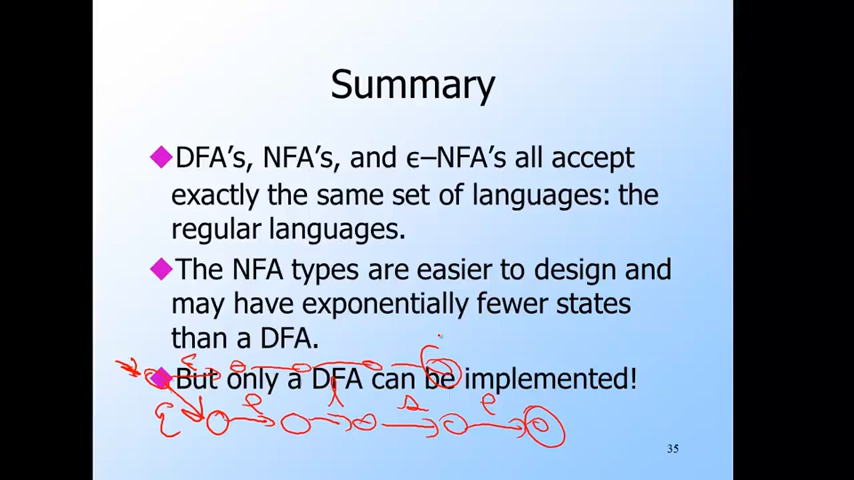 Summary
DFA's, NFA's, and ϵ–NFA's all accept
exactly the same set of languages: the
regular languages.
The NFA types are easier to design and
may have exponentially fewer states
than a DFA.
ε
But only a DFA can be implemented!
ε e l s e
35